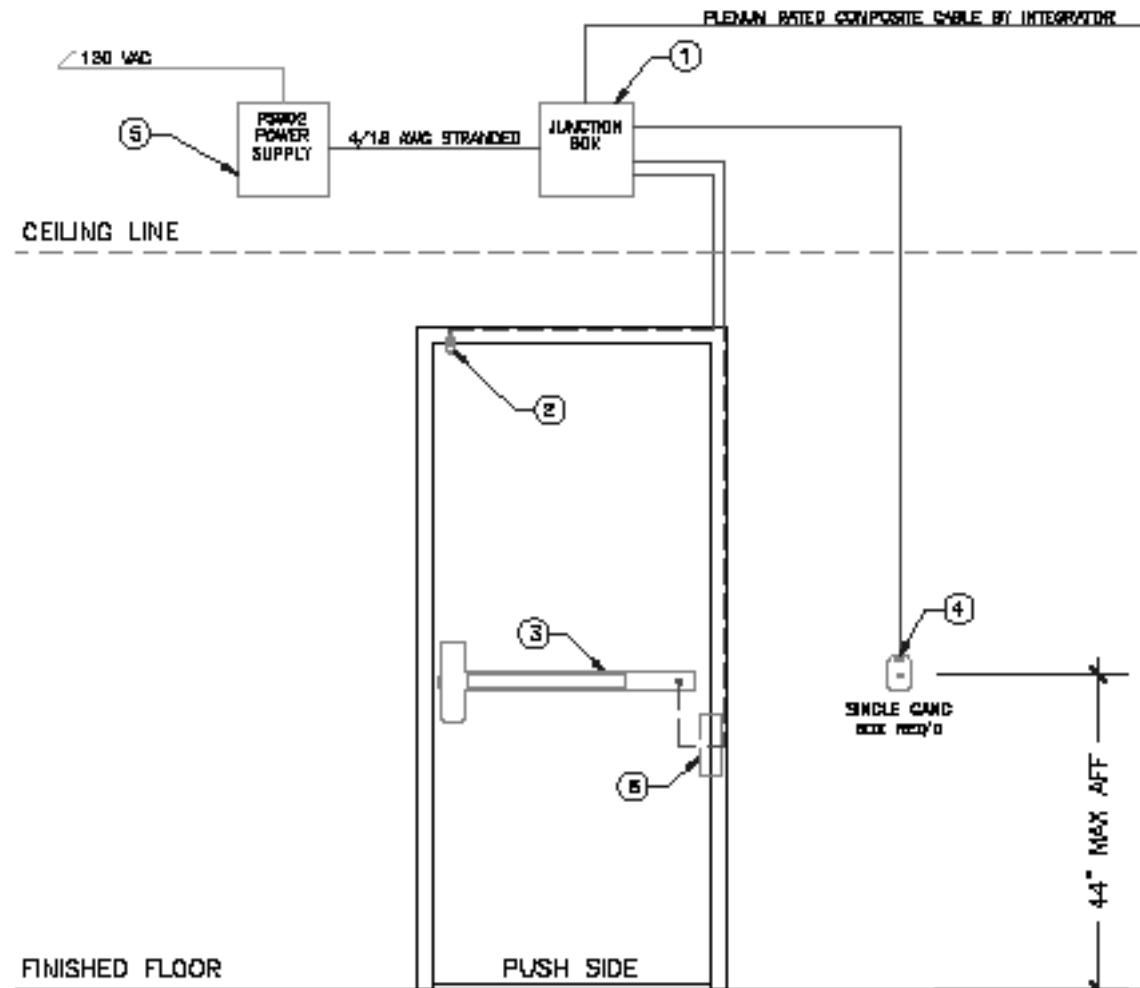 PLENUM RATED COMPOSITE CABLE BY INTEGRATOR
120 VAC
1
5
PS902
POWER
SUPPLY
4/18 AWG STRANDED
JUNCTION
BOX
CEILING LINE
2
3
4
SINGLE GANG
BOX REQ'D
6
44" MAX AFF
FINISHED FLOOR
PUSH SIDE